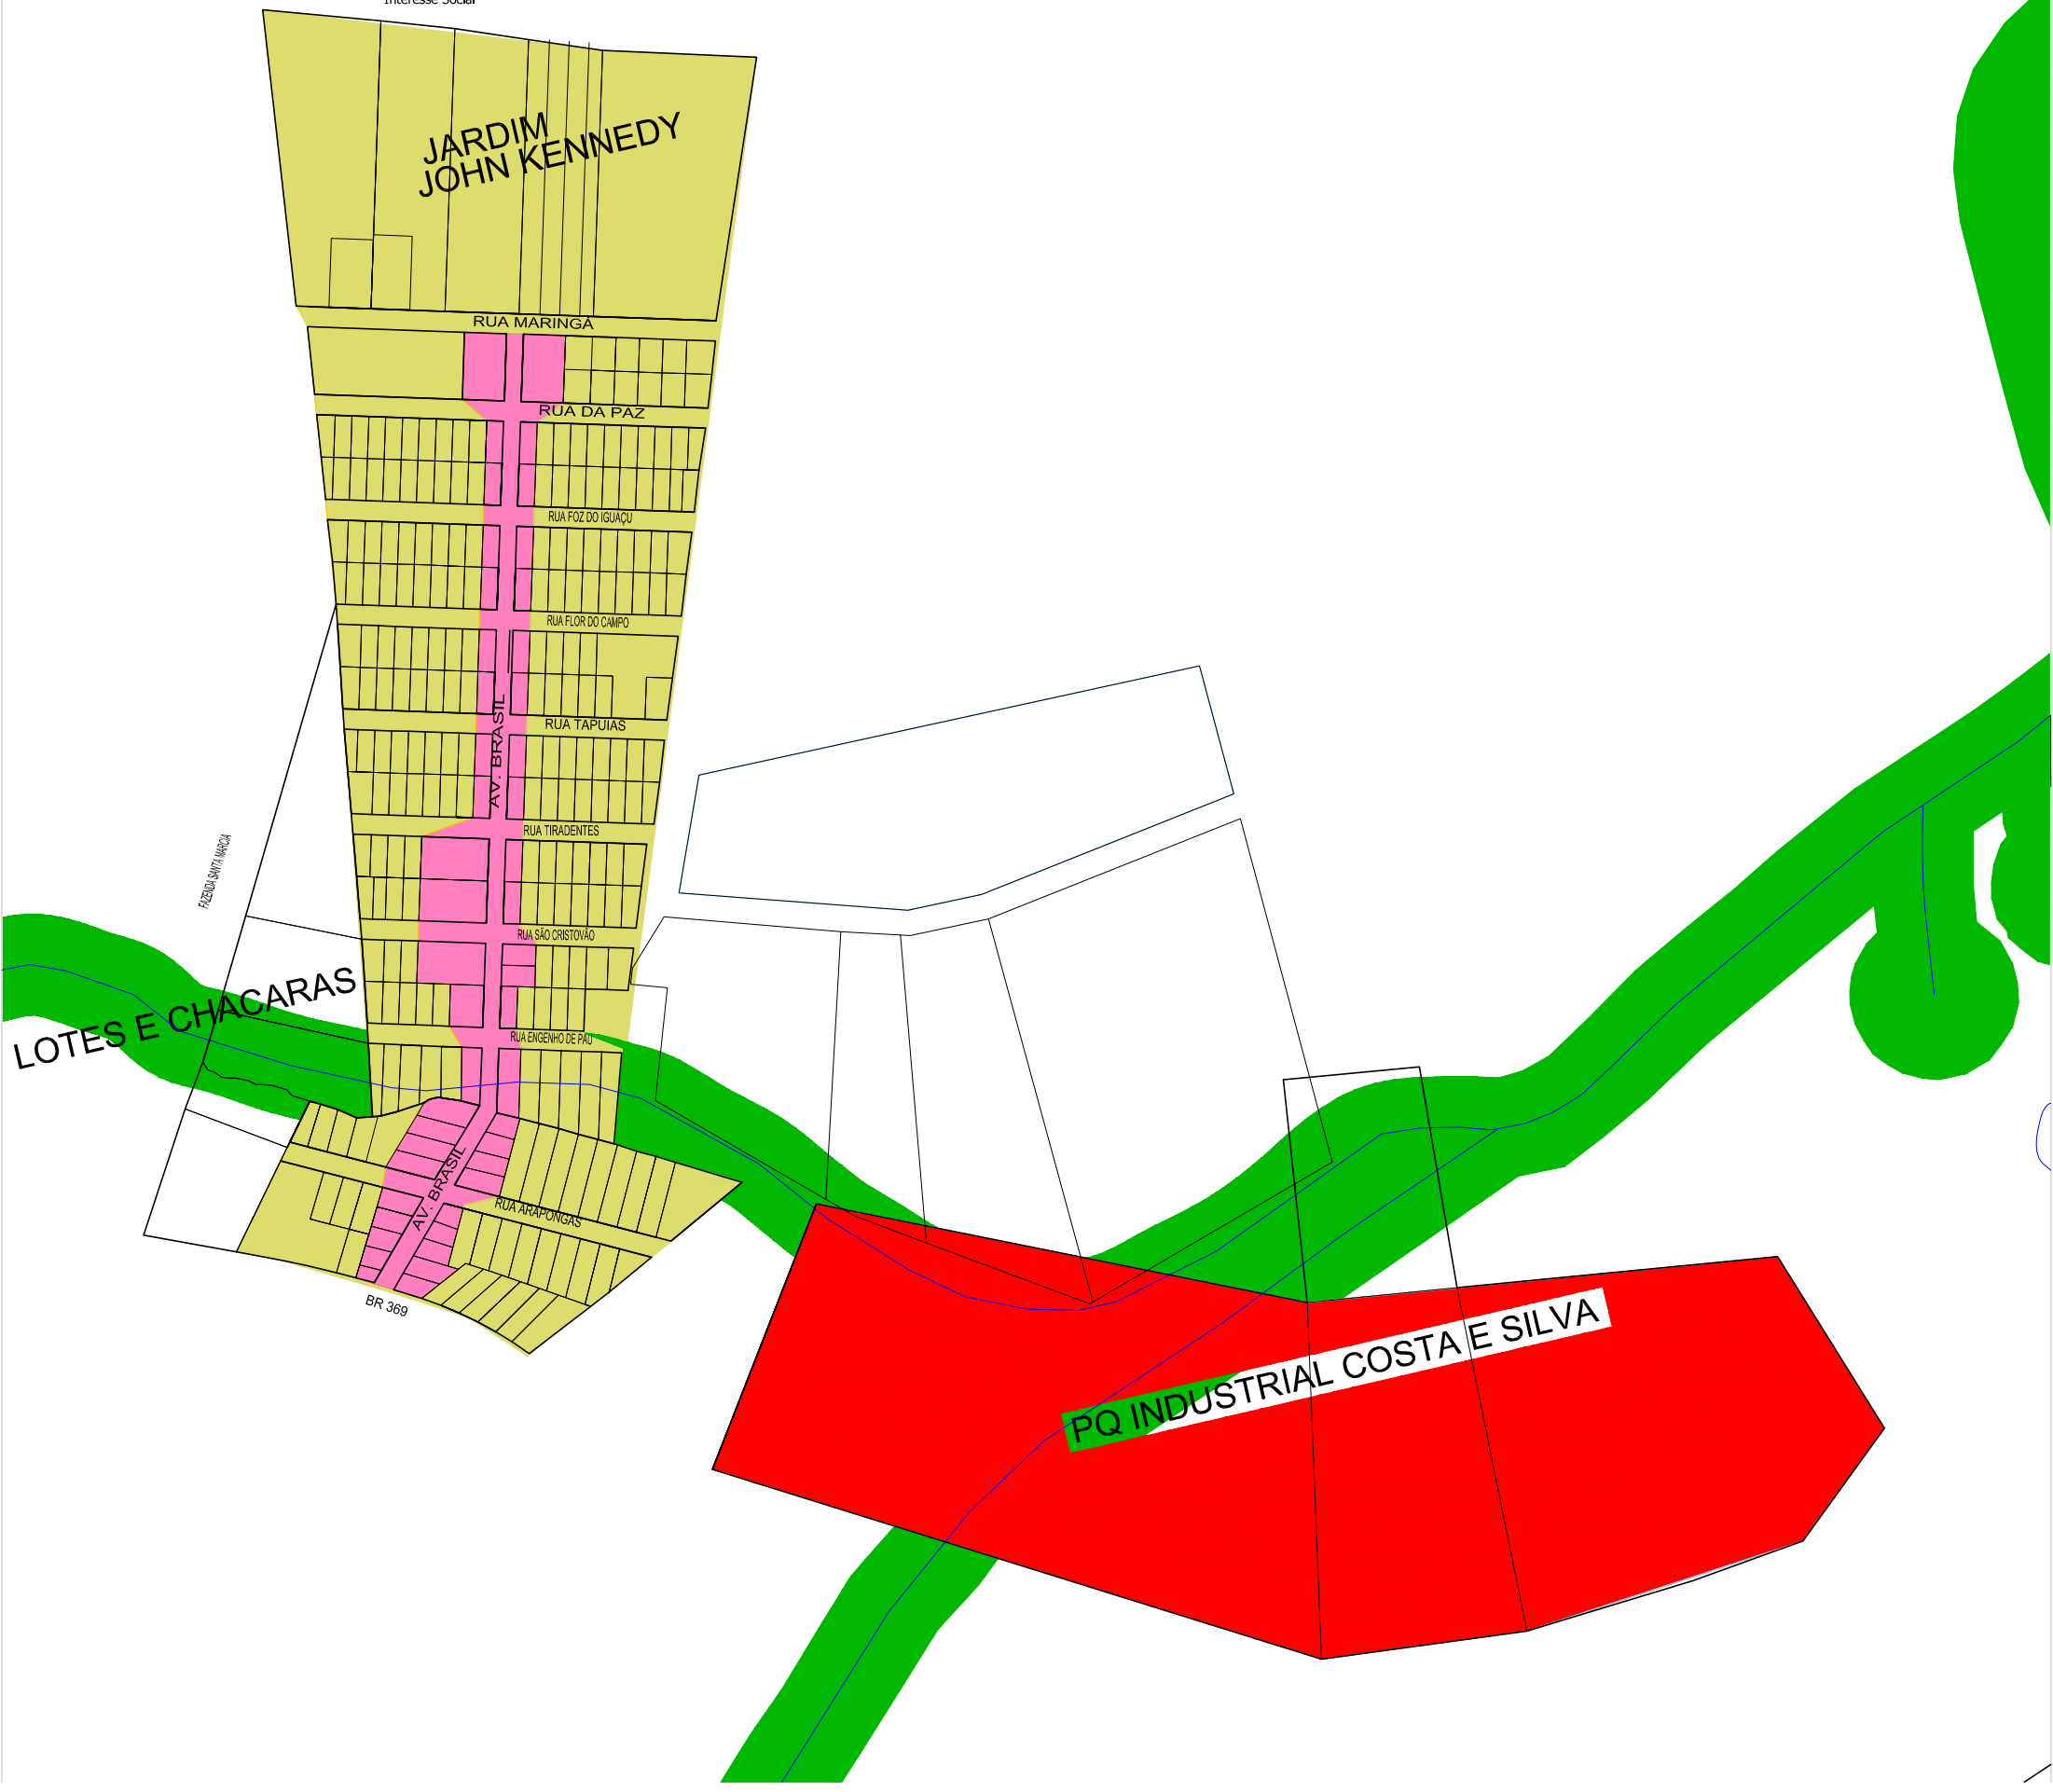 Interesse Social
JARDIM
JOHN KENNEDY
RUA MARINGÁ
RUA DA PAZ
RUA FOZ DO IGUAÇU
RUA FLOR DO CAMPO
RUA TAPUIAS
AV. BRASIL
RUA TIRADENTES
FAZENDA SANTA MARCIA
RUA SÃO CRISTOVÃO
LOTES E CHACARAS
RUA ENGENHO DE PAU
AV. BRASIL
RUA ARAPONGAS
BR 369
PQ INDUSTRIAL COSTA E SILVA